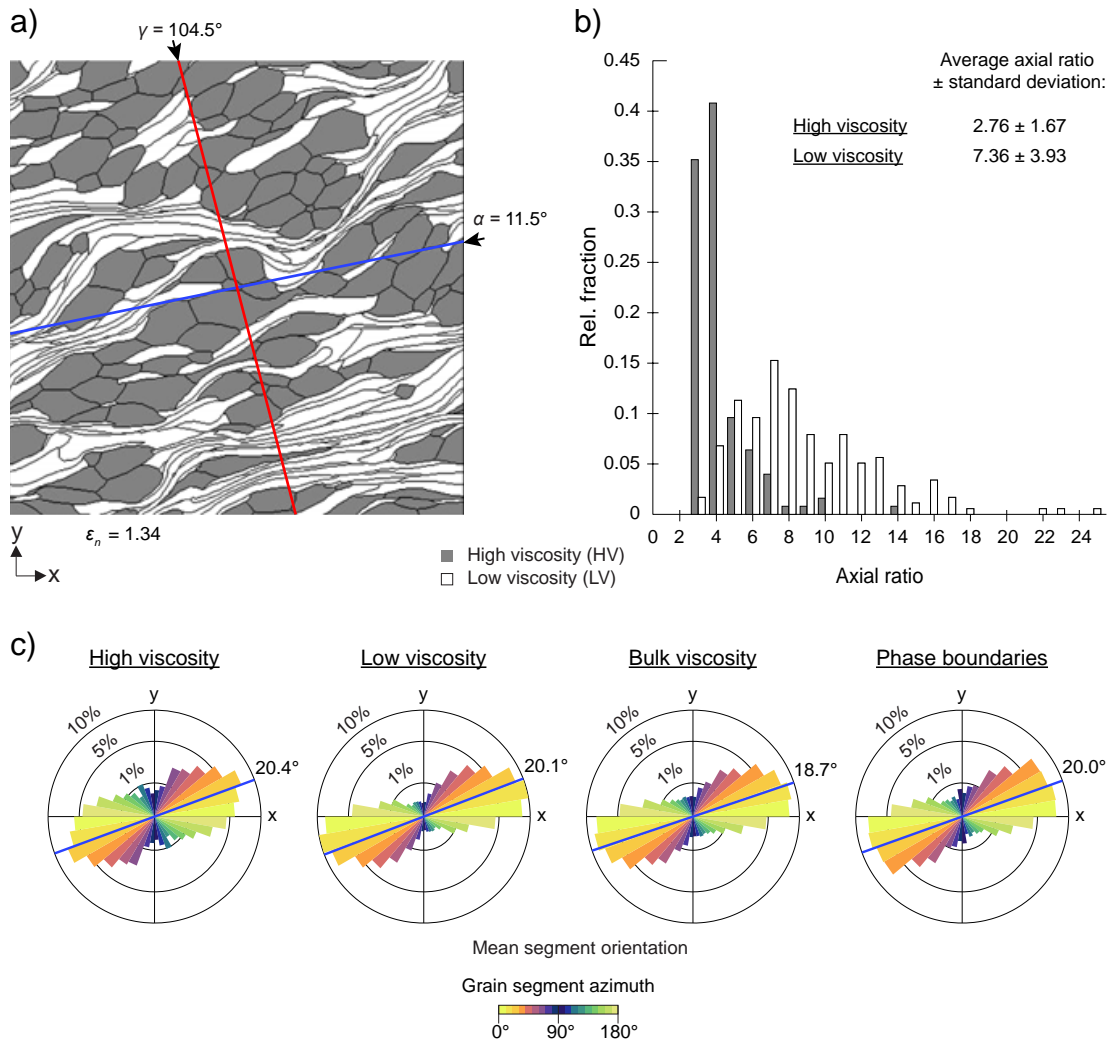 a)
γ = 104.5°
α = 11.5°
y
x
εn = 1.34
b)
0.45
0.4
0.35
0.3
0.25
0.2
0.15
0.1
0.05
0
Rel. fraction
Average axial ratio
± standard deviation:
High viscosity 2.76 ± 1.67
Low viscosity 7.36 ± 3.93
0 2 4 6 8 10 12 14 16 18 20 22 24
Axial ratio
High viscosity (HV)
Low viscosity (LV)
c)
High viscosity
y
10%
5%
1%
20.4°
x
Low viscosity
y
10%
5%
1%
20.1°
x
Bulk viscosity
y
10%
5%
1%
18.7°
x
Phase boundaries
y
10%
5%
1%
20.0°
x
Mean segment orientation
Grain segment azimuth
0° 90° 180°